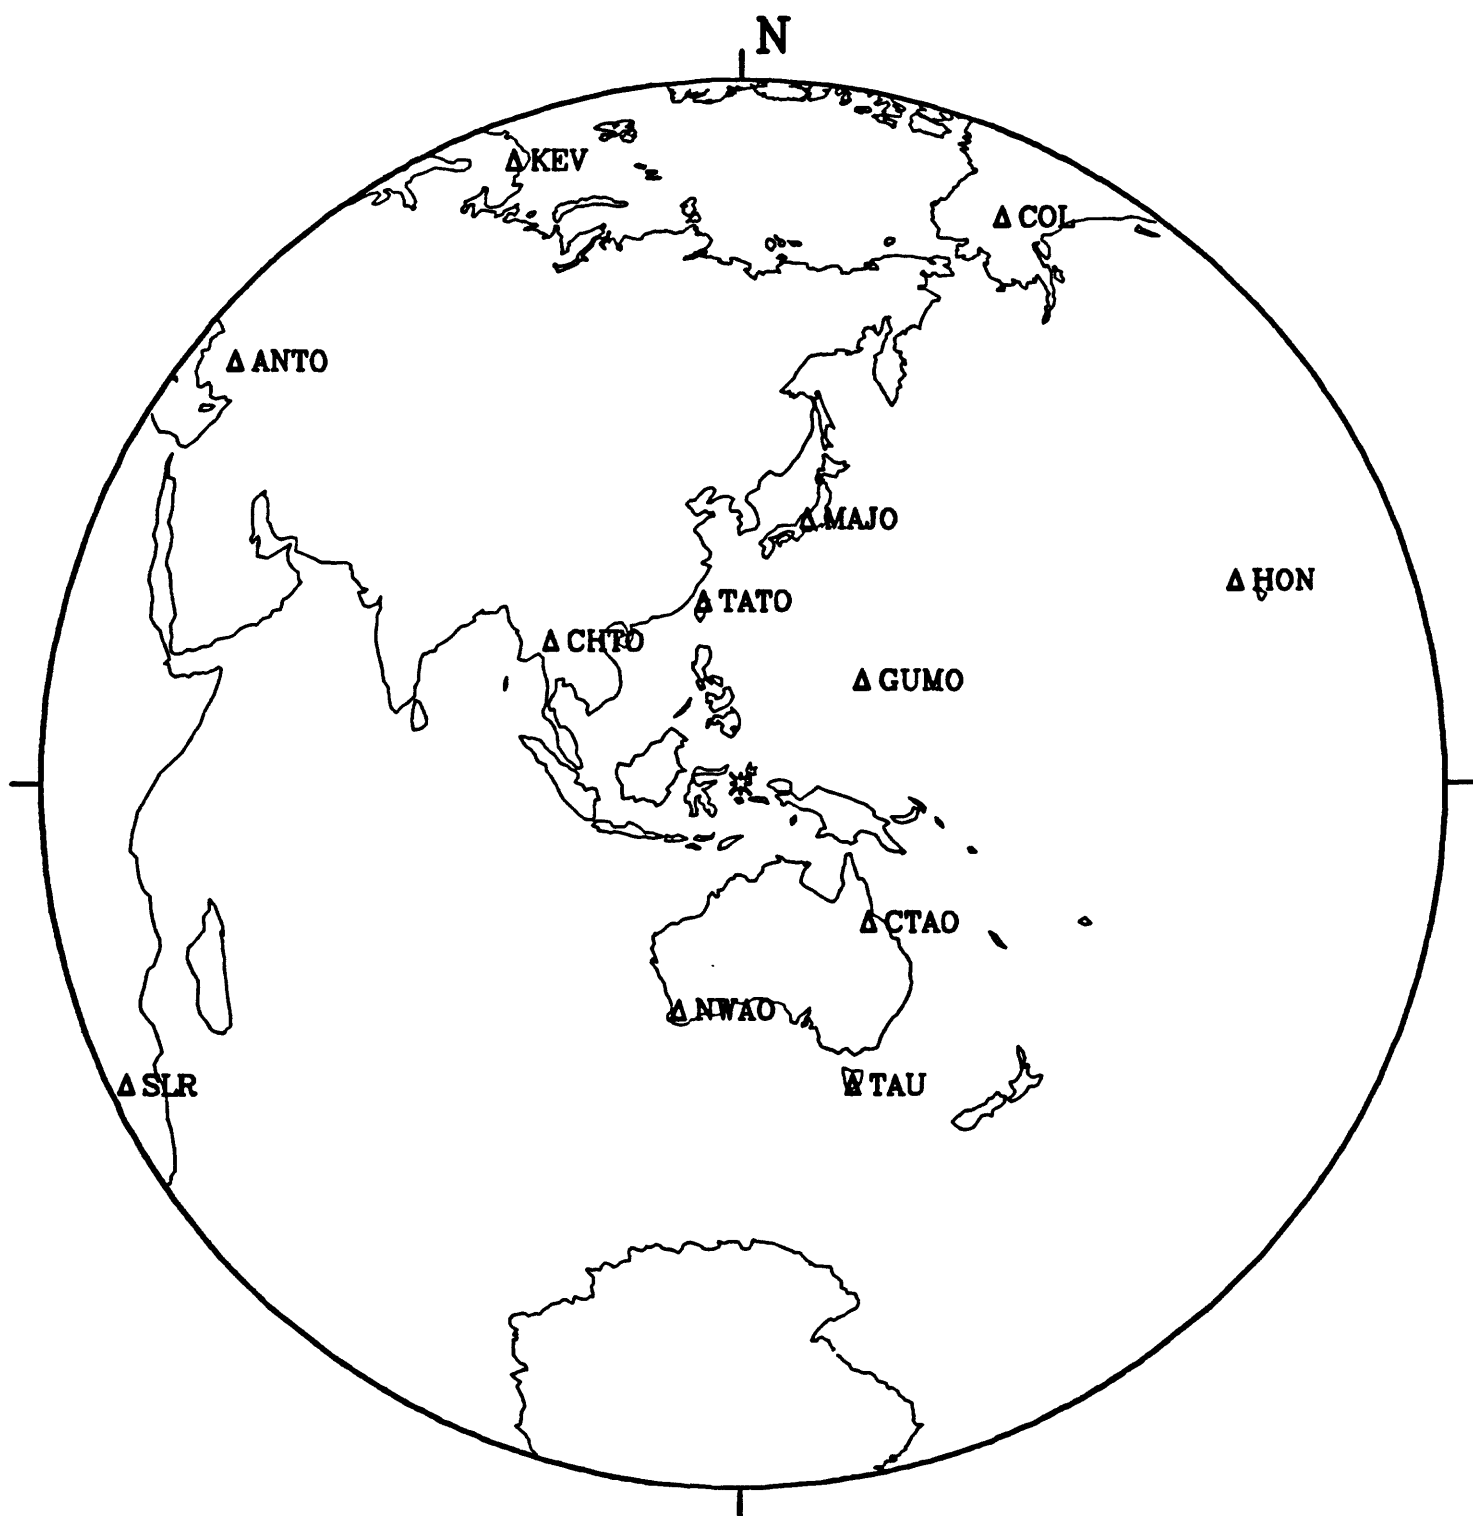 N
KEV
COL
ANTO
MAJO
HON
TATO
CHTO
GUMO
CTAO
NWAO
SLR
TAU